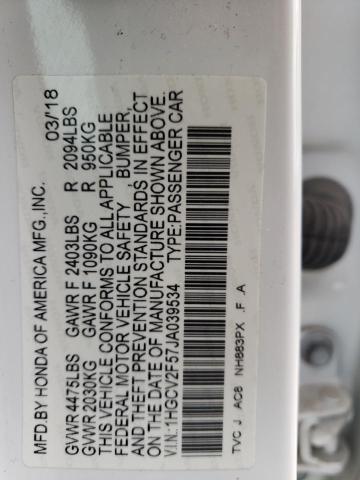 MFD.BY HONDA OF AMERICA MFG.,INC. 03/18
GVWR 4475LBS GAWR F 2403LBS R 2094LBS
GVWR 2030KG GAWR F 1090KG R 950KG
THIS VEHICLE CONFORMS TO ALL APPLICABLE
FEDERAL MOTOR VEHICLE SAFETY , BUMPER,
AND THEFT PREVENTION STANDARDS IN EFFECT
ON THE DATE OF MANUFACTURE SHOWN ABOVE.
V.I.N.:1HGCV2F57JA039534 TYPE:PASSENGER CAR
TVC J AC8 NH883PX .F .A